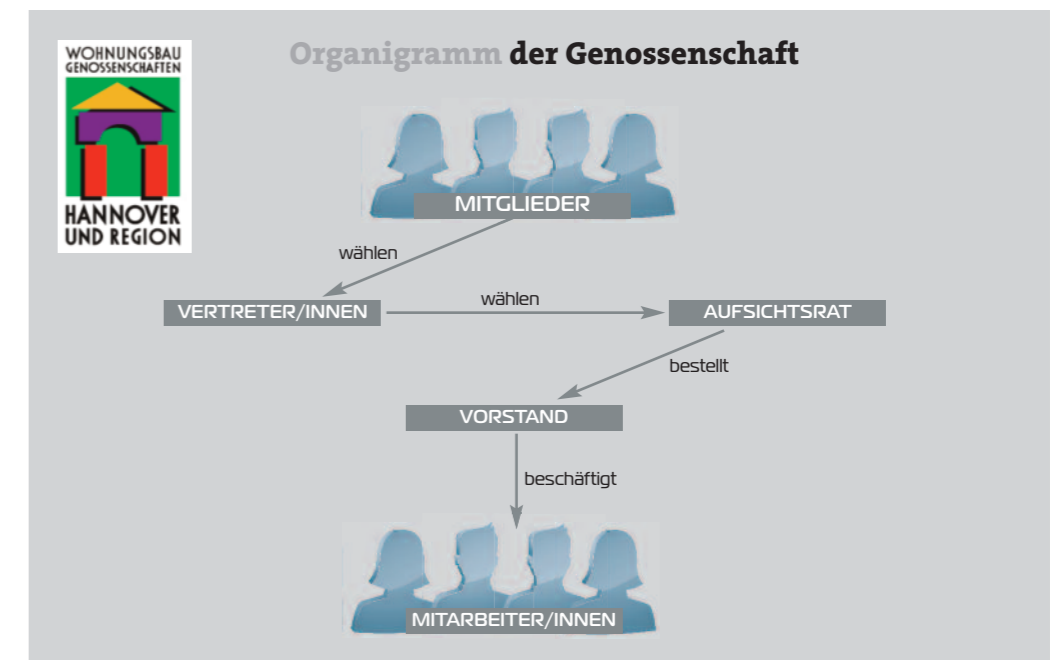 WOHNUNGSBAU
GENOSSENSCHAFTEN
HANNOVER
UND REGION
Organigramm der Genossenschaft
MITGLIEDER
wählen
VERTRETER/INNEN
wählen
AUFSICHTSRAT
bestellt
VORSTAND
beschäftigt
MITARBEITER/INNEN